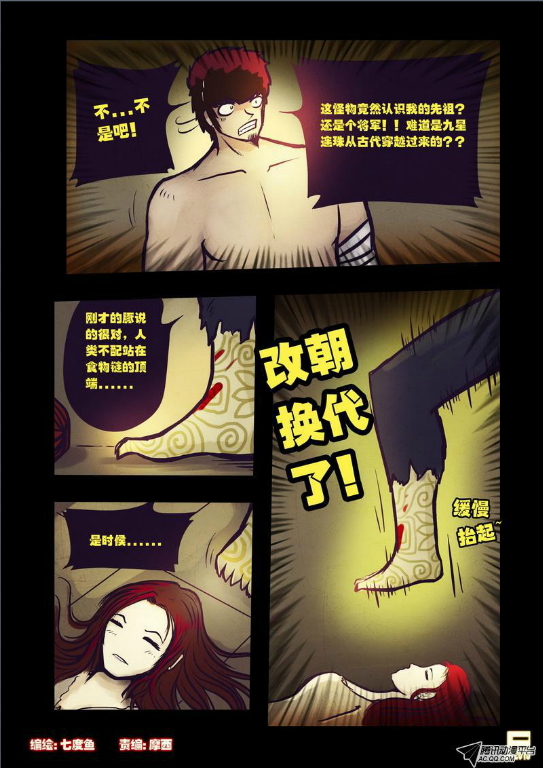 不...不
是吧!
这怪物竟然认识我的先祖?
还是个将军!!难道是九星
连珠从古代穿越过来的??
刚才的豚说
的很对,人
类不配站在
食物链的顶
端......
改朝
换代
了!
缓慢
抬起~
是时候......
编绘:七度鱼
责编:摩西
腾讯动漫平台
AC.QQ.COM